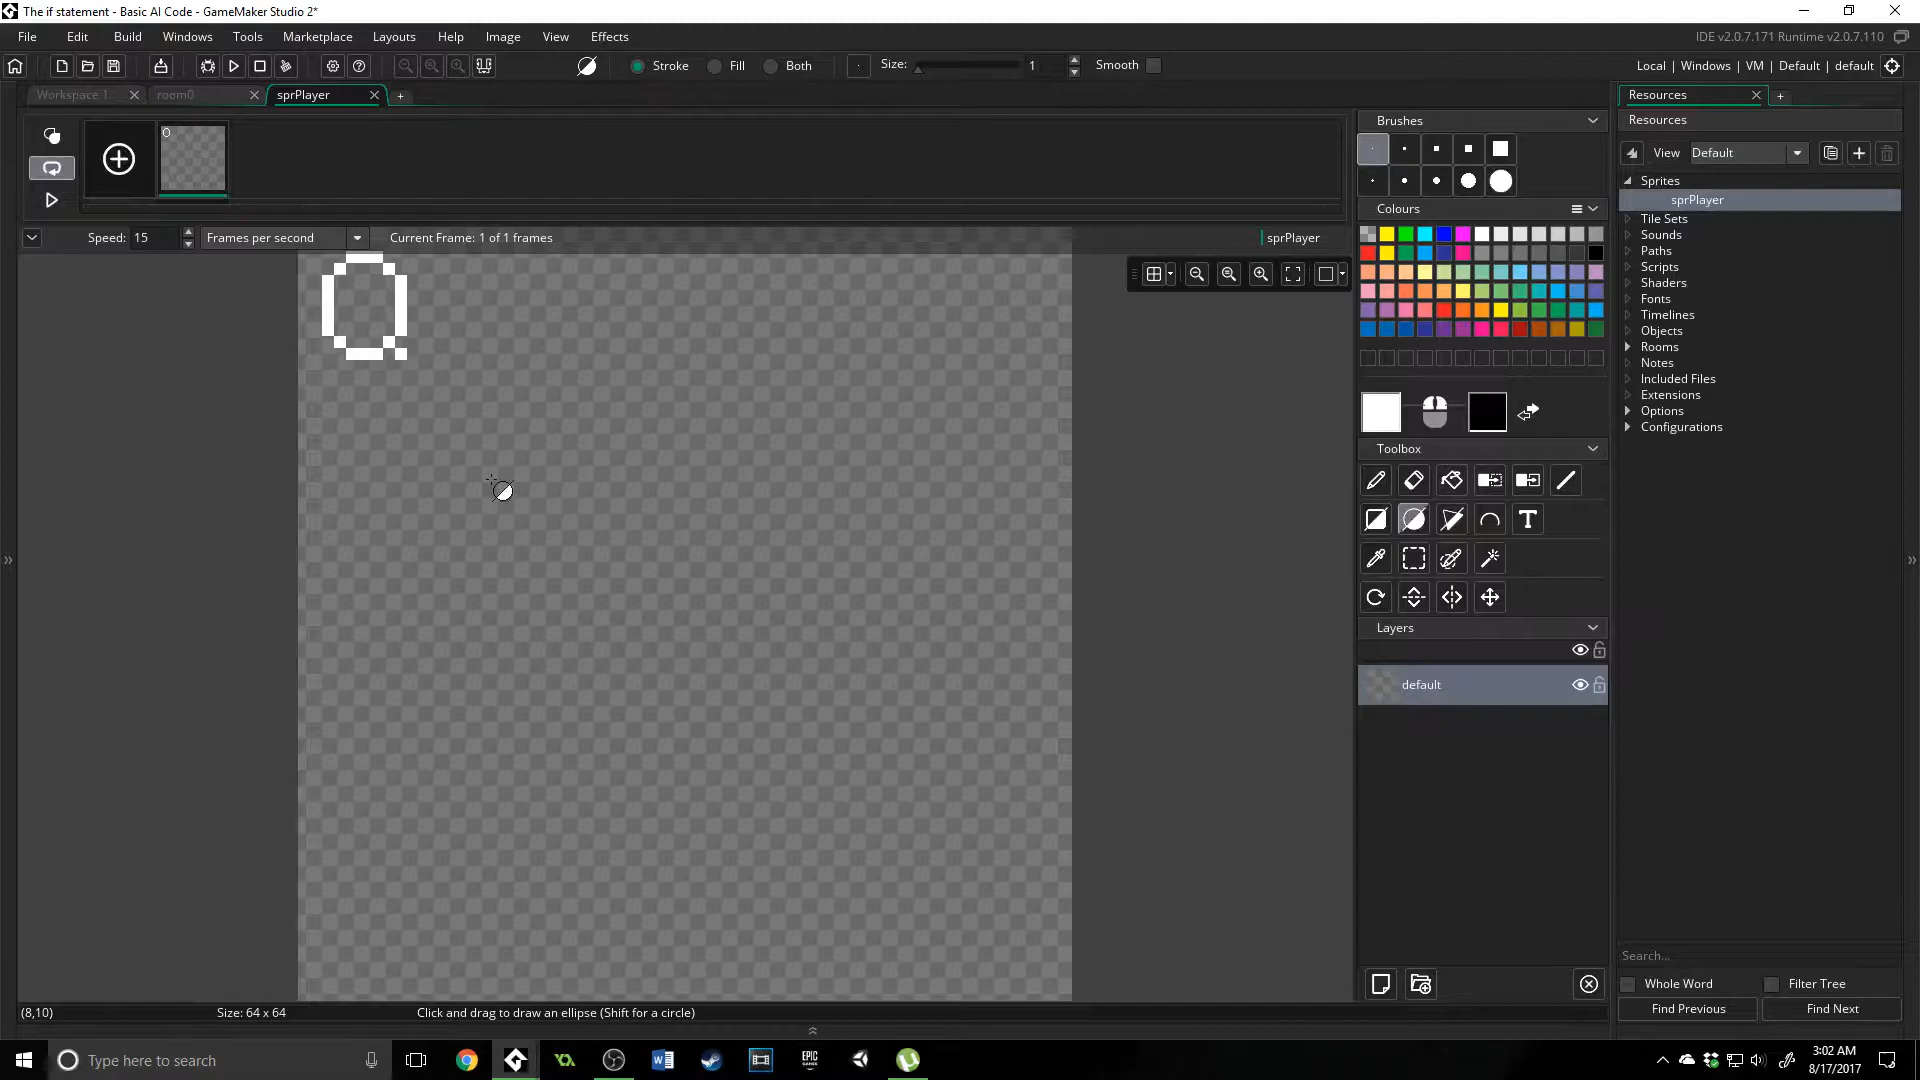 The if statement - Basic AI Code - GameMaker Studio 2*
File Edit Build Windows Tools Marketplace Layouts Help Image View Effects
IDE v2.0.7.171 Runtime v2.0.7.110
Stroke Fill Both Size: 1 Smooth
Local | Windows | VM | Default | default
Workspace 1 room0 sprPlayer
Resources
Resources
View Default
Sprites
sprPlayer
Tile Sets
Sounds
Paths
Scripts
Shaders
Fonts
Timelines
Objects
Rooms
Notes
Included Files
Extensions
Options
Configurations
Search...
Whole Word Filter Tree
Find Previous Find Next
0
Speed: 15 Frames per second Current Frame: 1 of 1 frames sprPlayer
Brushes
Colours
Toolbox
T
Layers
default
(8,10) Size: 64 x 64 Click and drag to draw an ellipse (Shift for a circle)
Type here to search
EPIC GAMES
3:02 AM
8/17/2017